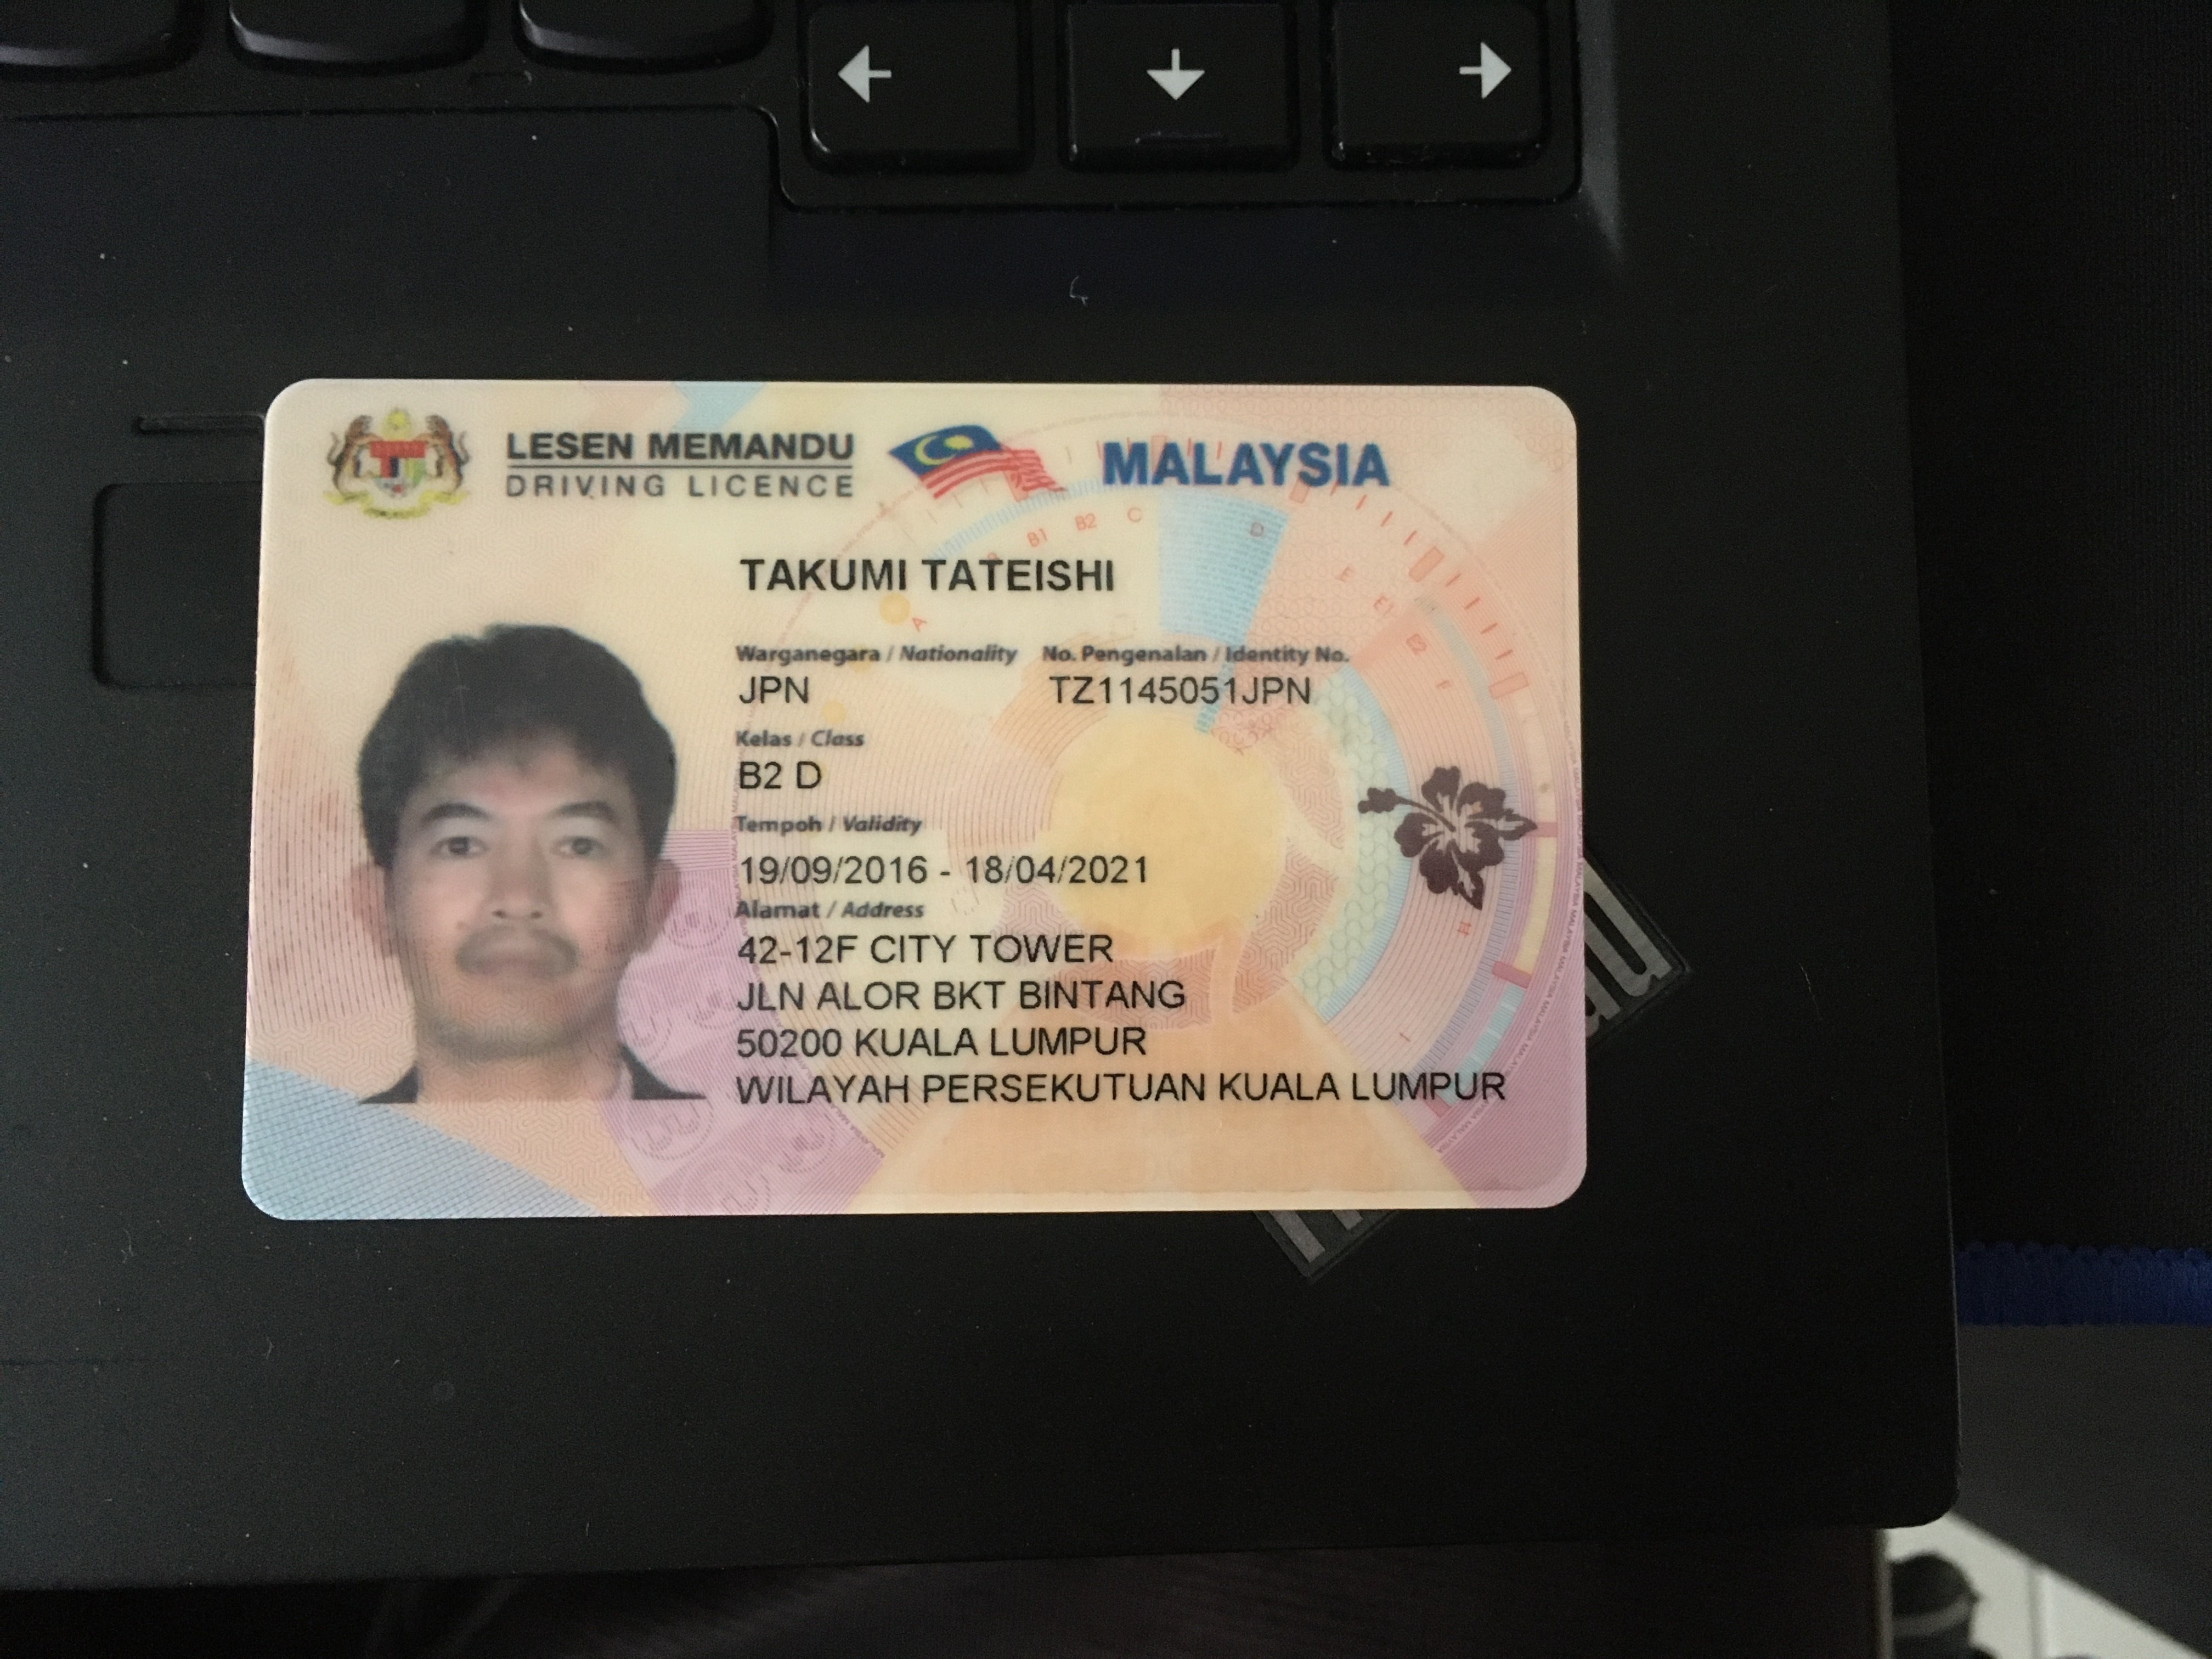 LESEN MEMANDU
DRIVING LICENCE
MALAYSIA
TAKUMI TATEISHI
Warganegara / Nationality No. Pengenalan / Identity No.
JPN TZ1145051JPN
Kelas / Class
B2 D
Tempoh / Validity
19/09/2016 - 18/04/2021
Alamat / Address
42-12F CITY TOWER
JLN ALOR BKT BINTANG
50200 KUALA LUMPUR
WILAYAH PERSEKUTUAN KUALA LUMPUR